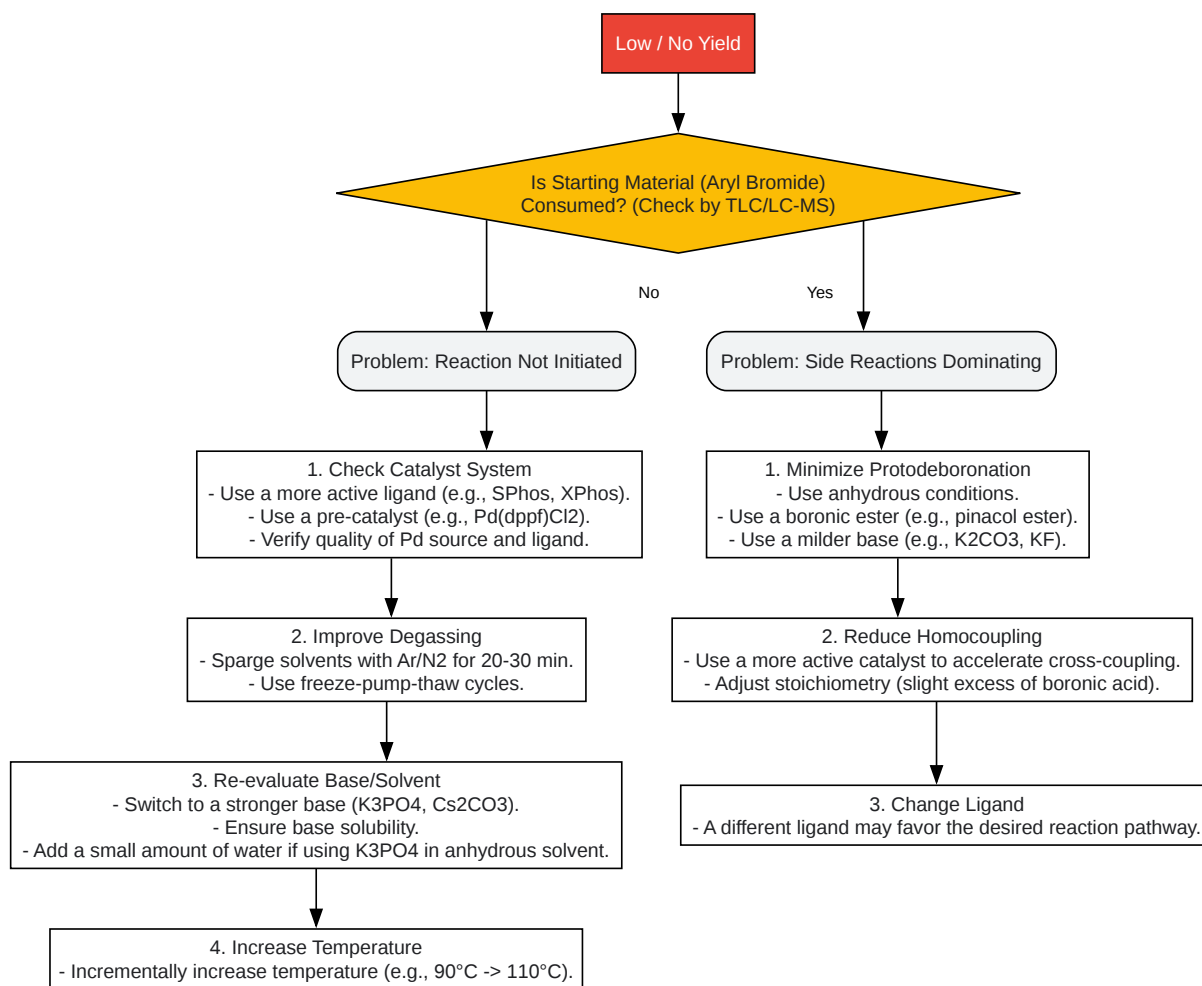 Low / No Yield
Is Starting Material (Aryl Bromide)
Consumed? (Check by TLC/LC-MS)
No
Yes
Problem: Reaction Not Initiated
Problem: Side Reactions Dominating
1. Check Catalyst System
- Use a more active ligand (e.g., SPhos, XPhos).
- Use a pre-catalyst (e.g., Pd(dppf)Cl2).
- Verify quality of Pd source and ligand.
1. Minimize Protodeboronation
- Use anhydrous conditions.
- Use a boronic ester (e.g., pinacol ester).
- Use a milder base (e.g., K2CO3, KF).
2. Improve Degassing
- Sparge solvents with Ar/N2 for 20-30 min.
- Use freeze-pump-thaw cycles.
2. Reduce Homocoupling
- Use a more active catalyst to accelerate cross-coupling.
- Adjust stoichiometry (slight excess of boronic acid).
3. Re-evaluate Base/Solvent
- Switch to a stronger base (K3PO4, Cs2CO3).
- Ensure base solubility.
- Add a small amount of water if using K3PO4 in anhydrous solvent.
3. Change Ligand
- A different ligand may favor the desired reaction pathway.
4. Increase Temperature
- Incrementally increase temperature (e.g., 90°C -> 110°C).